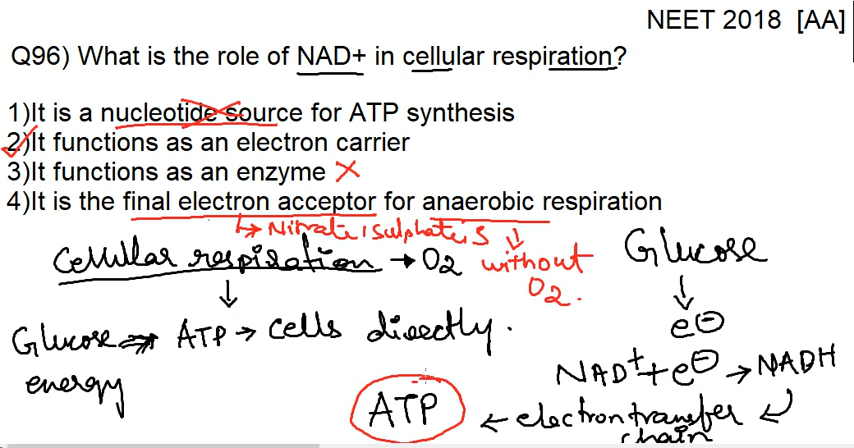 NEET 2018 [AA]
Q96) What is the role of NAD+ in cellular respiration?
1)It is a nucleotide source for ATP synthesis
2)It functions as an electron carrier
3)It functions as an enzyme
4)It is the final electron acceptor for anaerobic respiration
Nitrate, sulphate, S
Cellular respiration → O2
without
O2.
Glucose
↓
e⊖
Glucose → ATP → cells directly.
energy
NAD+ + e⊖ → NADH
ATP ← electron transfer
chain